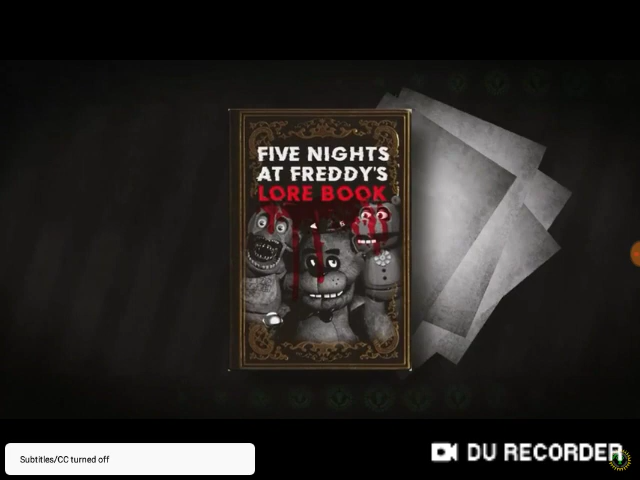 FIVE NIGHTS
AT FREDDY'S
LORE BOOK
Subtitles/CC turned off
DU RECORDER